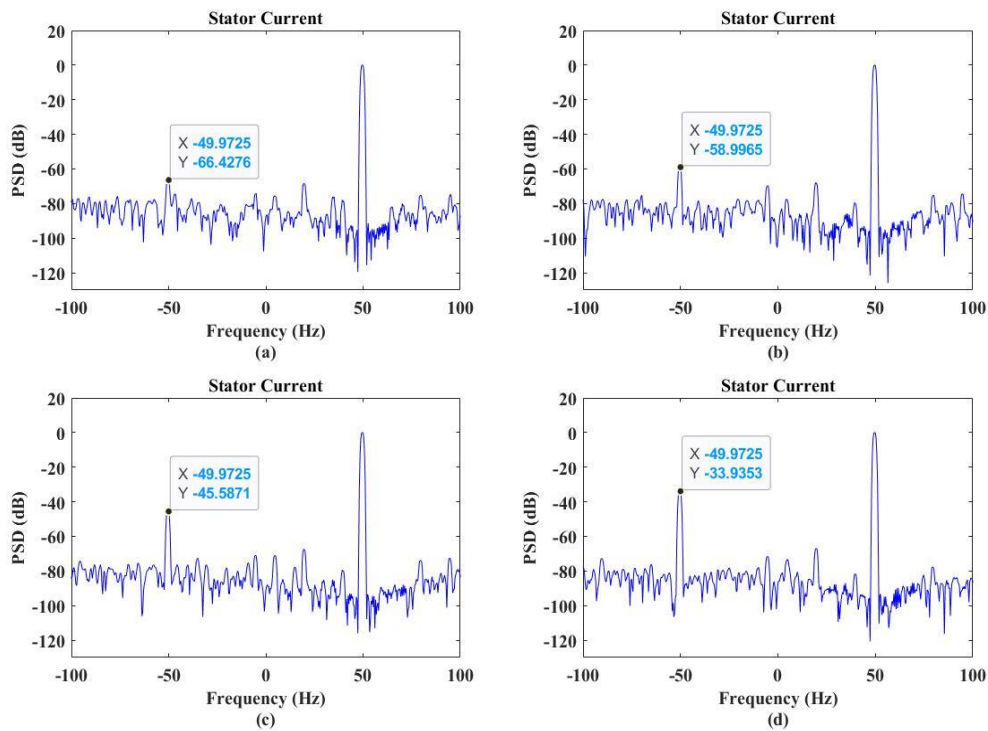 Stator Current
20
0
-20
-40
-60
-80
-100
-120
PSD (dB)
X -49.9725
Y -66.4276
-100 -50 0 50 100
Frequency (Hz)
(a)
Stator Current
20
0
-20
-40
-60
-80
-100
-120
PSD (dB)
X -49.9725
Y -58.9965
-100 -50 0 50 100
Frequency (Hz)
(b)
Stator Current
20
0
-20
-40
-60
-80
-100
-120
PSD (dB)
X -49.9725
Y -45.5871
-100 -50 0 50 100
Frequency (Hz)
(c)
Stator Current
20
0
-20
-40
-60
-80
-100
-120
PSD (dB)
X -49.9725
Y -33.9353
-100 -50 0 50 100
Frequency (Hz)
(d)